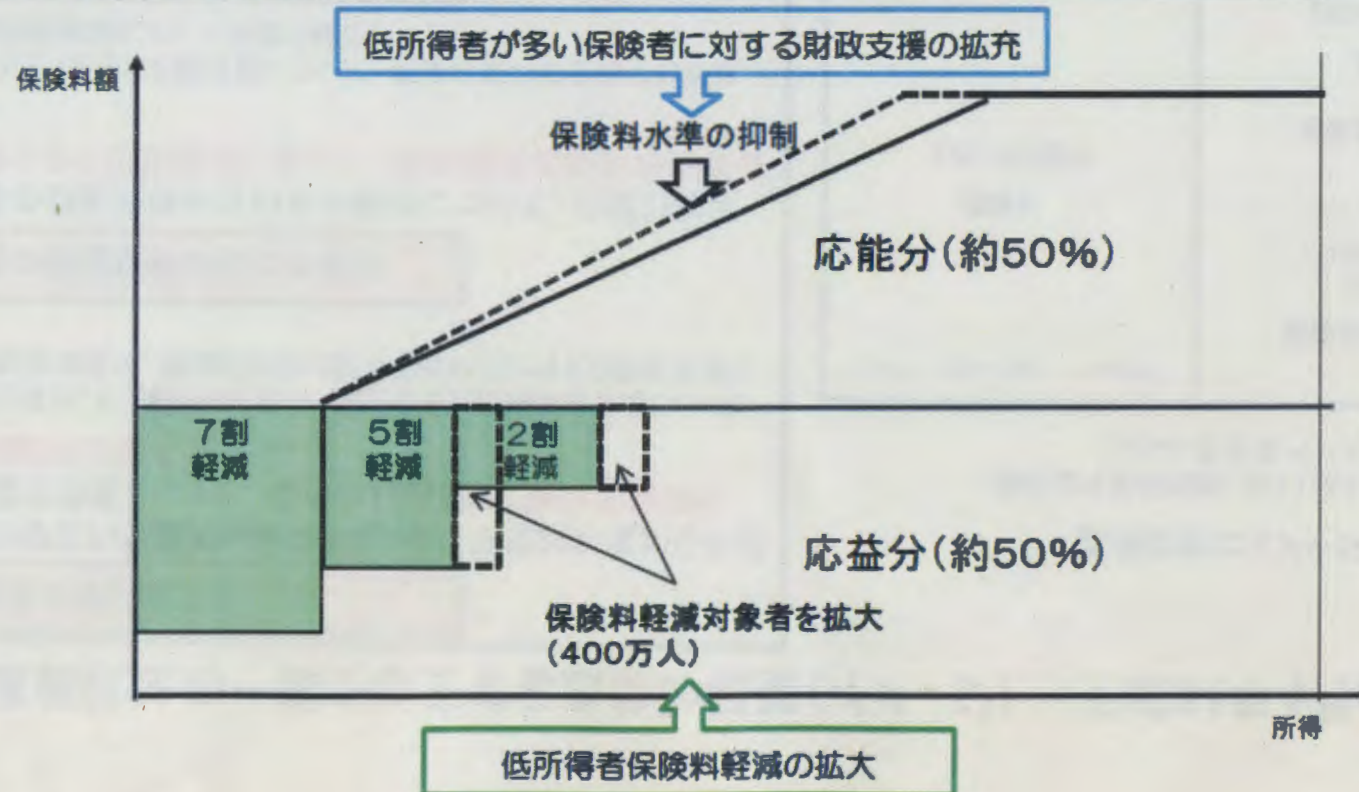 低所得者が多い保険者に対する財政支援の拡充
保険料額
保険料水準の抑制
応能分(約50%)
7割
軽減
5割
軽減
2割
軽減
応益分(約50%)
保険料軽減対象者を拡大
(400万人)
所得
低所得者保険料軽減の拡大